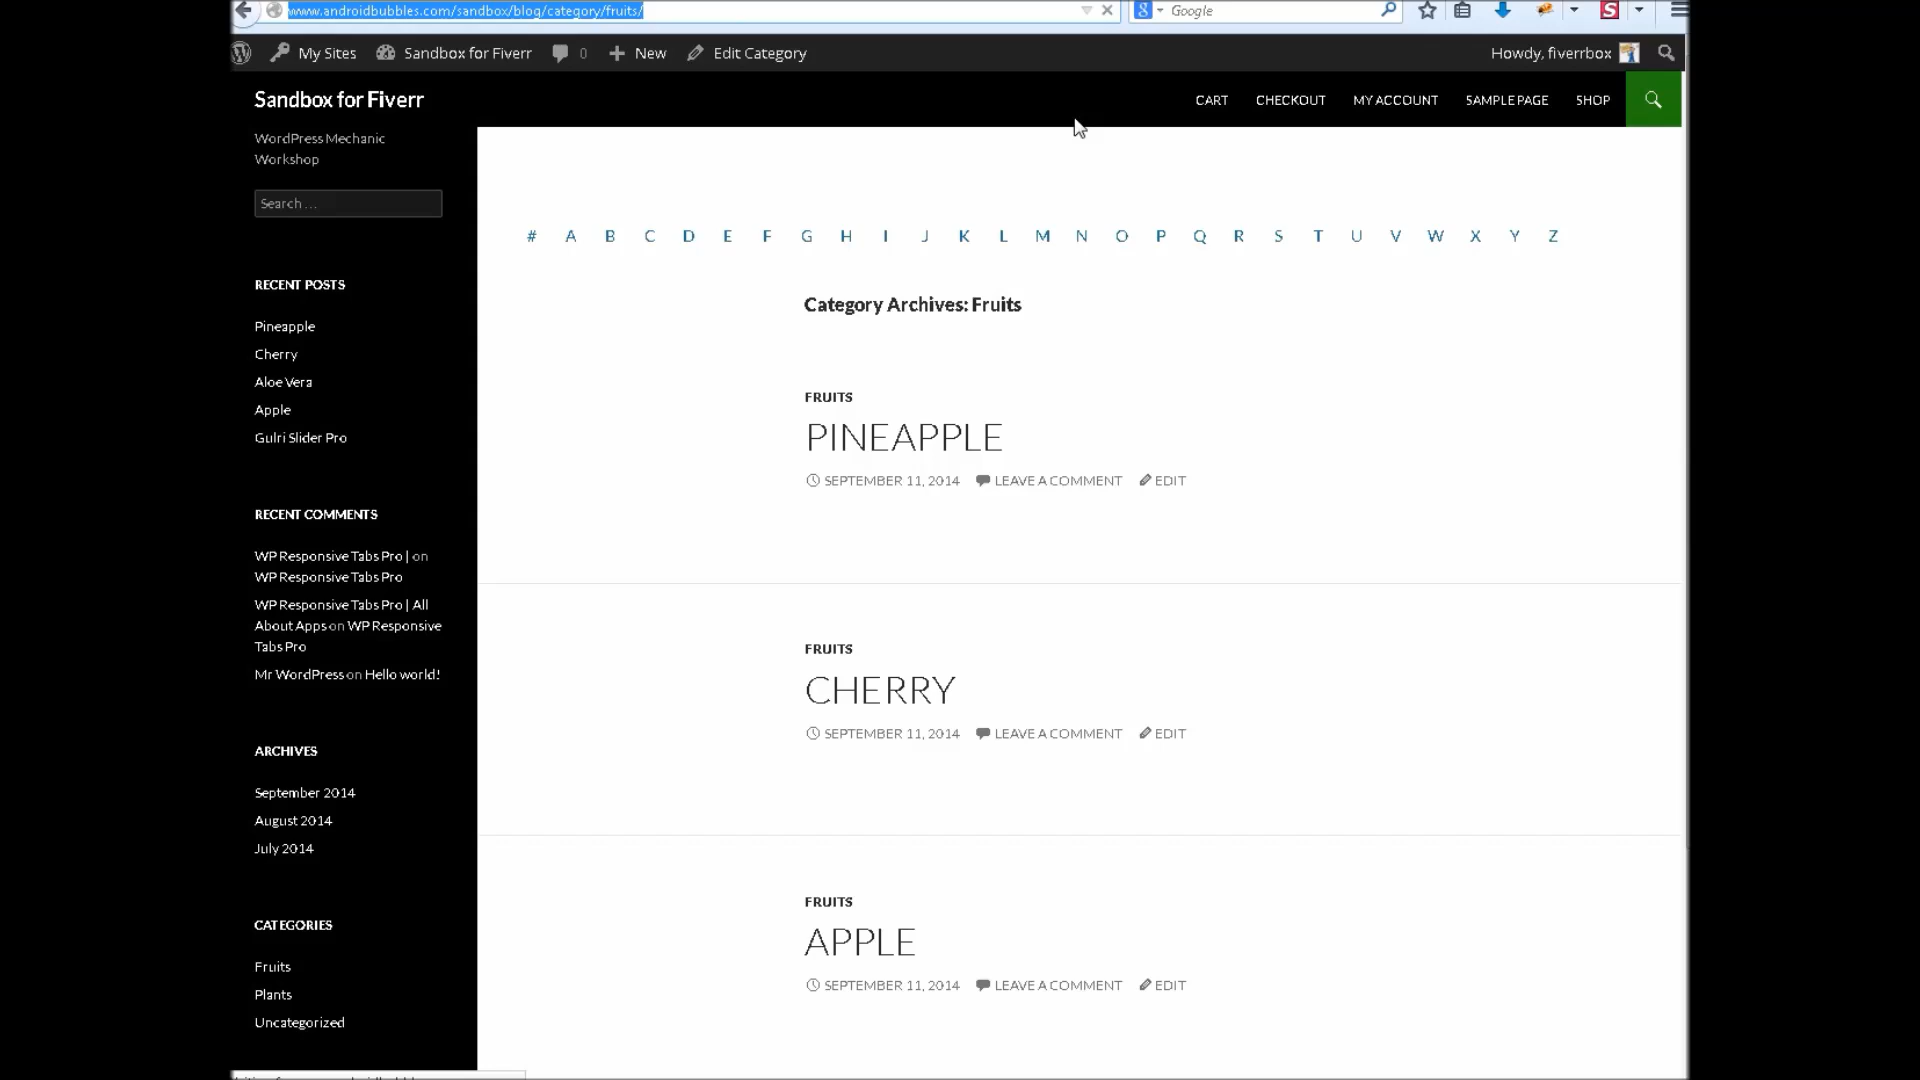 www.androidbubbles.com/sandbox/blog/category/fruits/
Google
My Sites
Sandbox for Fiverr
0
New
Edit Category
Howdy, fiverrbox
Sandbox for Fiverr
CART
CHECKOUT
MY ACCOUNT
SAMPLE PAGE
SHOP
WordPress Mechanic
Workshop
Search ...
# A B C D E F G H I J K L M N O P Q R S T U V W X Y Z
RECENT POSTS
Pineapple
Cherry
Aloe Vera
Apple
Gulri Slider Pro
RECENT COMMENTS
WP Responsive Tabs Pro | on
WP Responsive Tabs Pro
WP Responsive Tabs Pro | All
About Apps on WP Responsive
Tabs Pro
Mr WordPress on Hello world!
ARCHIVES
September 2014
August 2014
July 2014
CATEGORIES
Fruits
Plants
Uncategorized
Category Archives: Fruits
FRUITS
PINEAPPLE
SEPTEMBER 11, 2014 LEAVE A COMMENT EDIT
FRUITS
CHERRY
SEPTEMBER 11, 2014 LEAVE A COMMENT EDIT
FRUITS
APPLE
SEPTEMBER 11, 2014 LEAVE A COMMENT EDIT